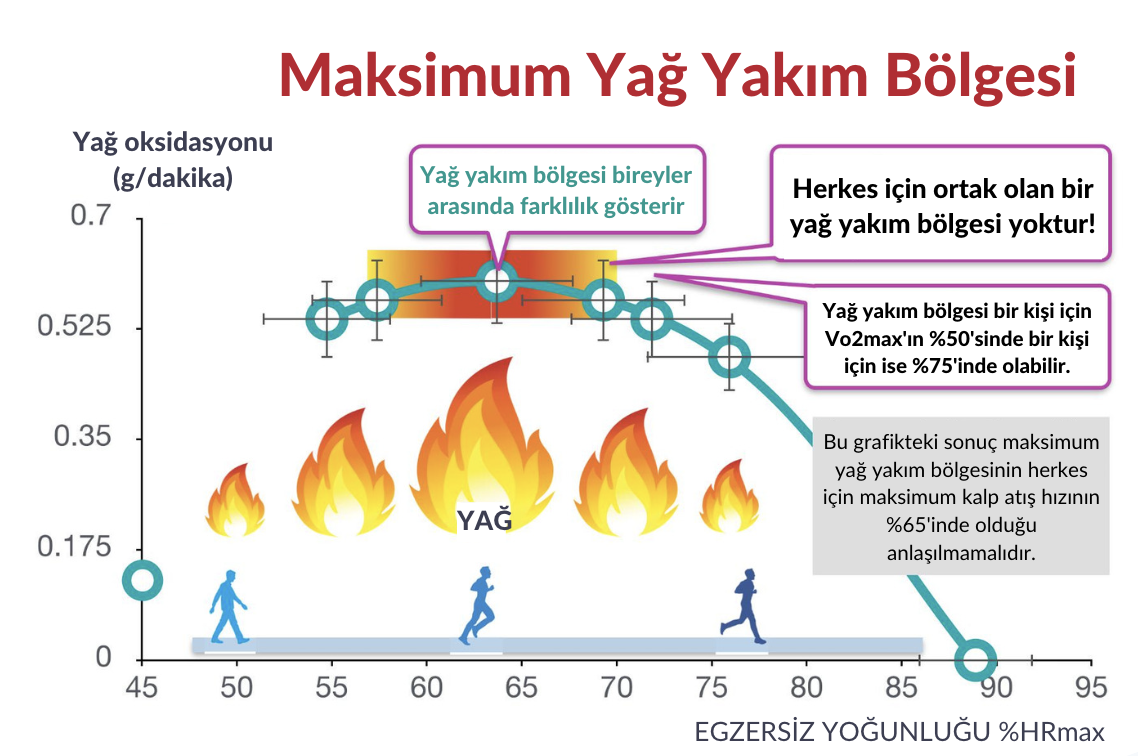 Maksimum Yağ Yakım Bölgesi
Yağ oksidasyonu
(g/dakika)
Yağ yakım bölgesi bireyler
arasında farklılık gösterir
Herkes için ortak olan bir
yağ yakım bölgesi yoktur!
Yağ yakım bölgesi bir kişi için
Vo2max'ın %50'sinde bir kişi
için ise %75'inde olabilir.
Bu grafikteki sonuç maksimum
yağ yakım bölgesinin herkes
için maksimum kalp atış hızının
%65'inde olduğu
anlaşılmamalıdır.
0.7
0.525
0.35
0.175
0
YAĞ
45 50 55 60 65 70 75 80 85 90 95
EGZERSİZ YOĞUNLUĞU %HRmax